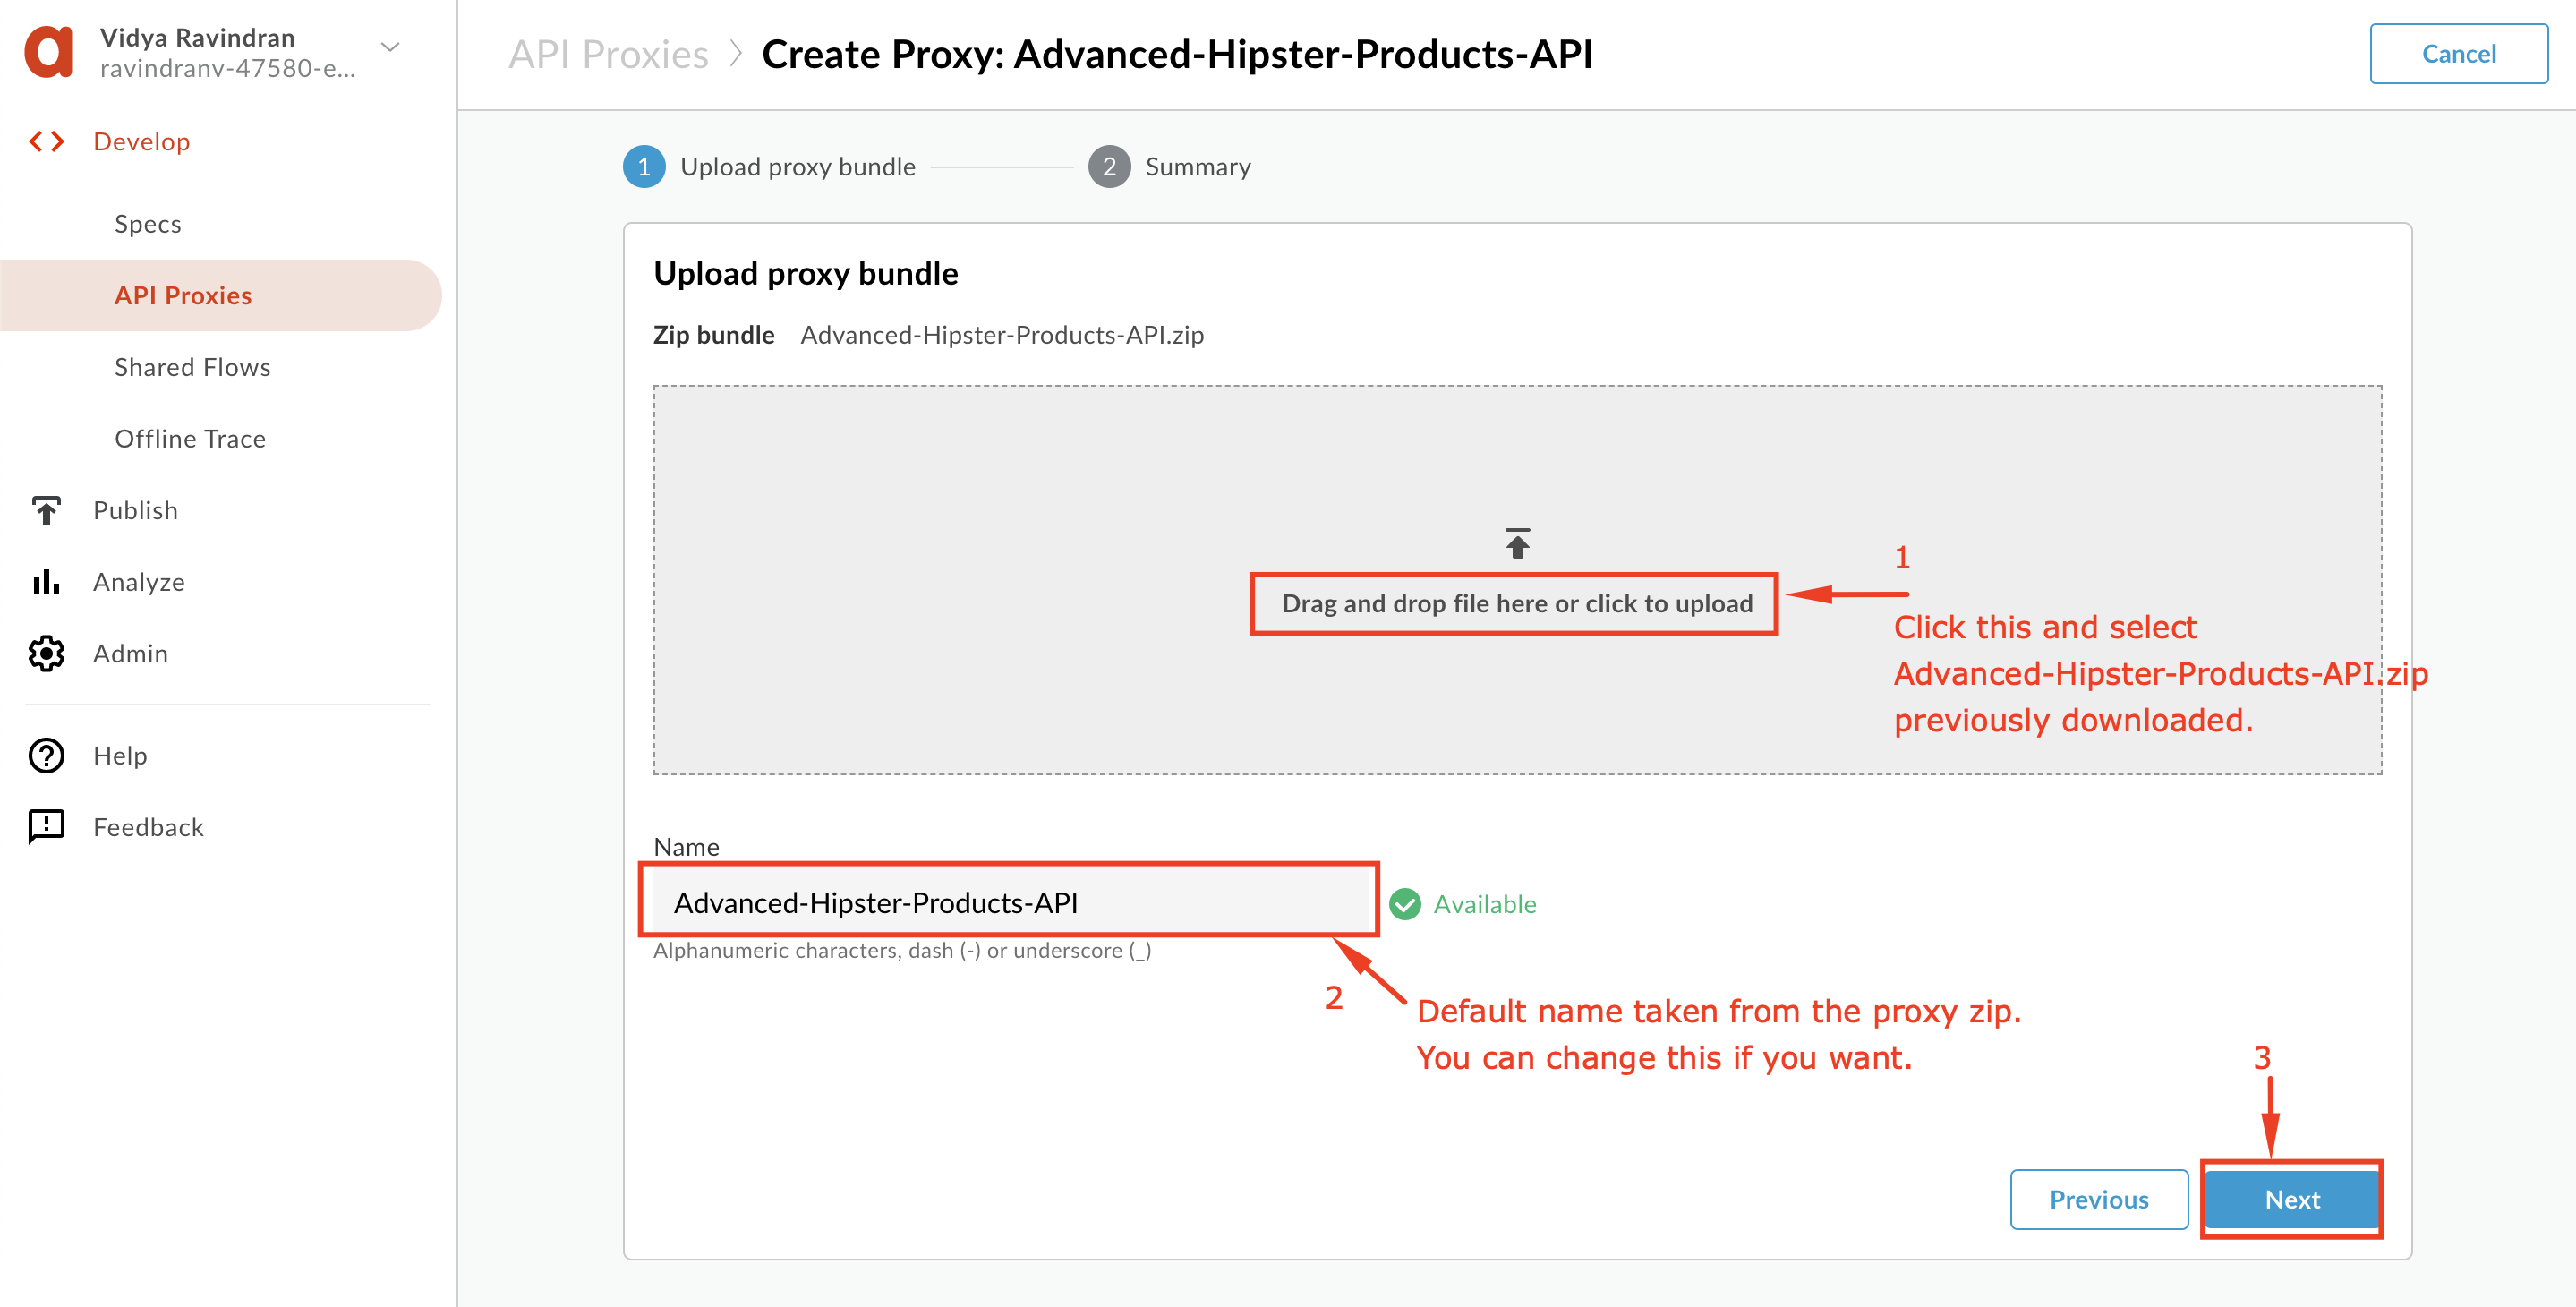 Vidya Ravindran
ravindranv-47580-e...
Develop
Specs
API Proxies
Shared Flows
Offline Trace
Publish
Analyze
Admin
Help
Feedback
API Proxies > Create Proxy: Advanced-Hipster-Products-API
Cancel
1 Upload proxy bundle 2 Summary
Upload proxy bundle
Zip bundle Advanced-Hipster-Products-API.zip
Drag and drop file here or click to upload
1
Click this and select
Advanced-Hipster-Products-API.zip
previously downloaded.
Name
Advanced-Hipster-Products-API
Available
Alphanumeric characters, dash (-) or underscore (_)
2
Default name taken from the proxy zip.
You can change this if you want.
3
Previous
Next